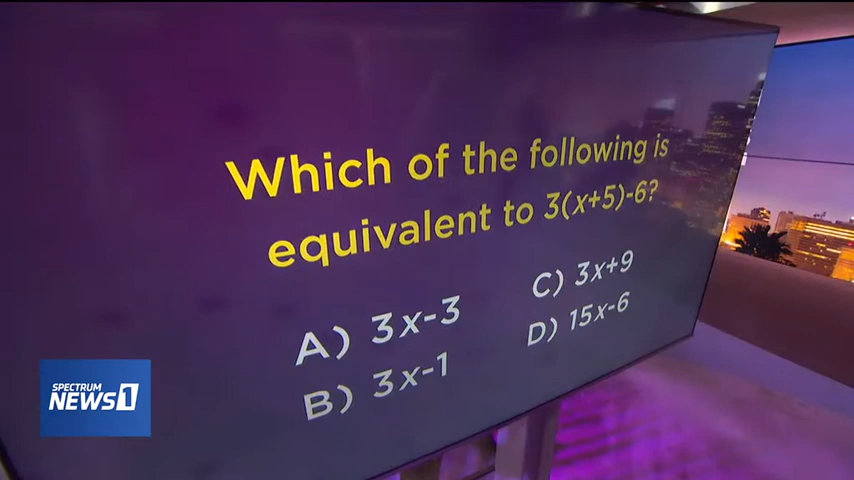 Which of the following is
equivalent to 3(x+5)-6?
A) 3x-3
B) 3x-1
C) 3x+9
D) 15x-6
SPECTRUM
NEWS1